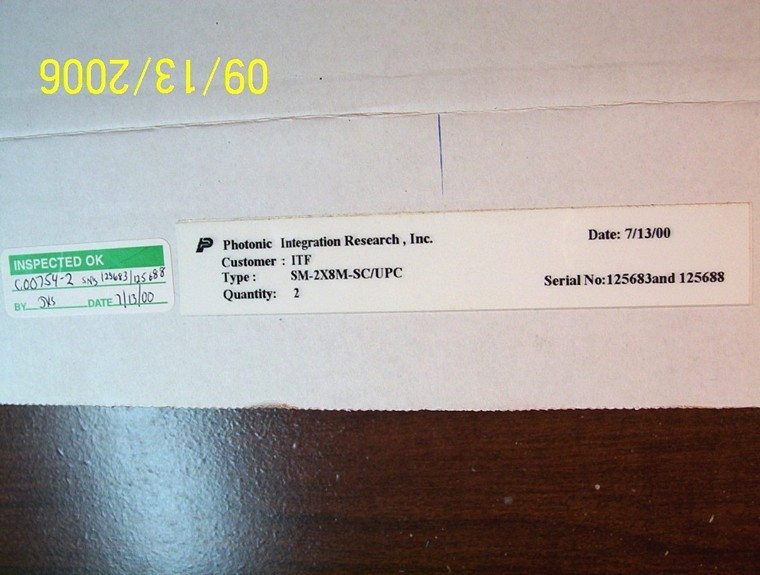 09/13/2006
Photonic Integration Research, Inc.
Date: 7/13/00
Customer : ITF
Type : SM-2X8M-SC/UPC
Serial No:125683and 125688
Quantity: 2
INSPECTED OK
C00754-2 SNS 125683/125688
BY JVS DATE 7/13/00